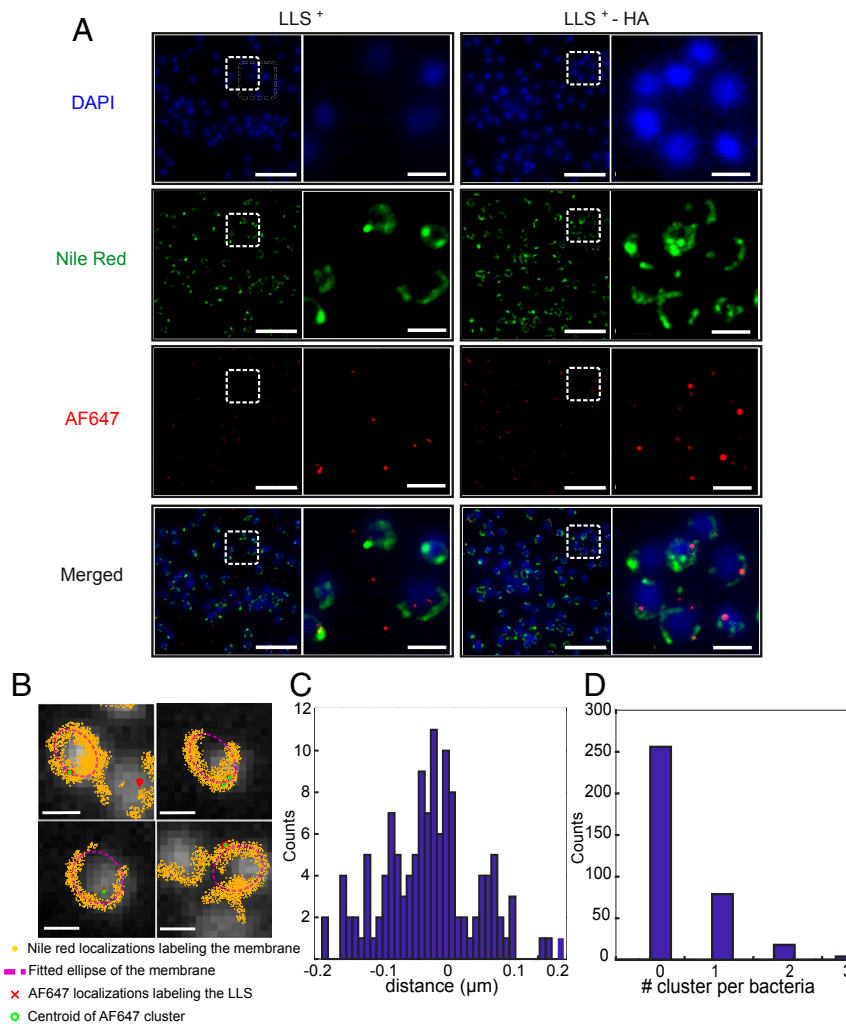 A
LLS +
LLS + - HA
DAPI
Nile Red
AF647
Merged
B
C
D
12
10
8
6
4
2
Counts
-0.2
-0.1
0
0.1
0.2
distance (µm)
300
250
200
150
100
50
0
Counts
0
1
2
3
# cluster per bacteria
Nile red localizations labeling the membrane
Fitted ellipse of the membrane
AF647 localizations labeling the LLS
Centroid of AF647 cluster